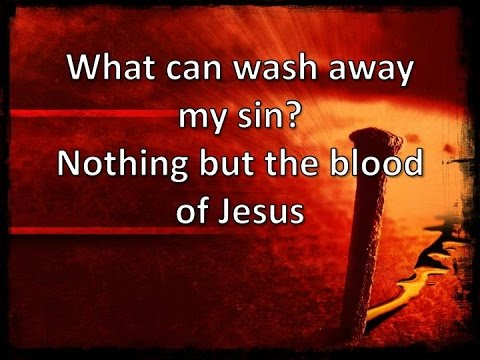 What can wash away
my sin?
Nothing but the blood
of Jesus